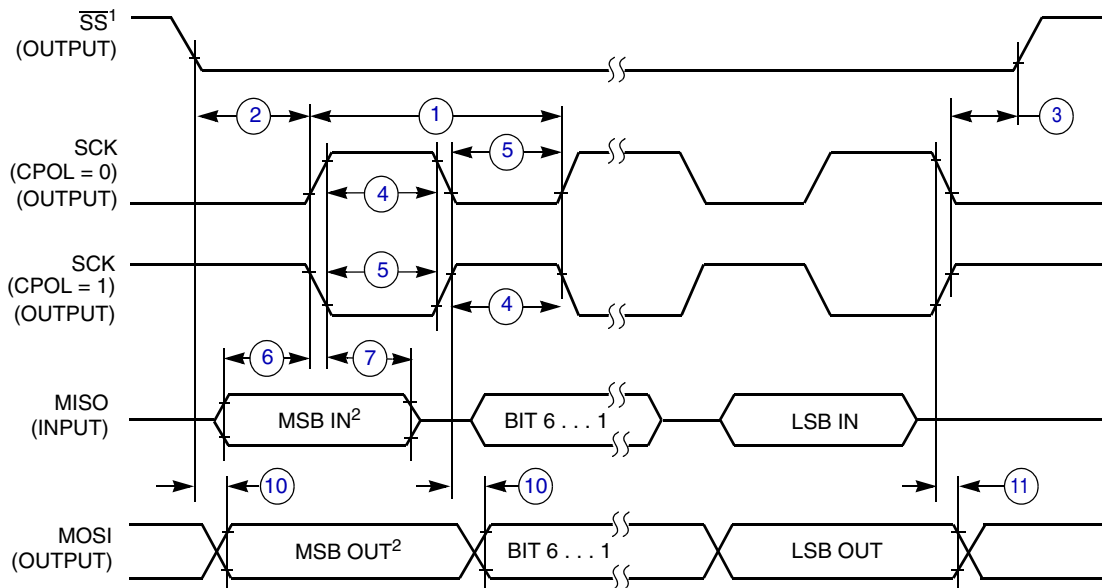 SS¹
(OUTPUT)
2
1
3
SCK
(CPOL = 0)
(OUTPUT)
5
4
SCK
(CPOL = 1)
(OUTPUT)
5
4
6
7
MISO
(INPUT)
MSB IN²
BIT 6 . . . 1
LSB IN
10
10
11
MOSI
(OUTPUT)
MSB OUT²
BIT 6 . . . 1
LSB OUT